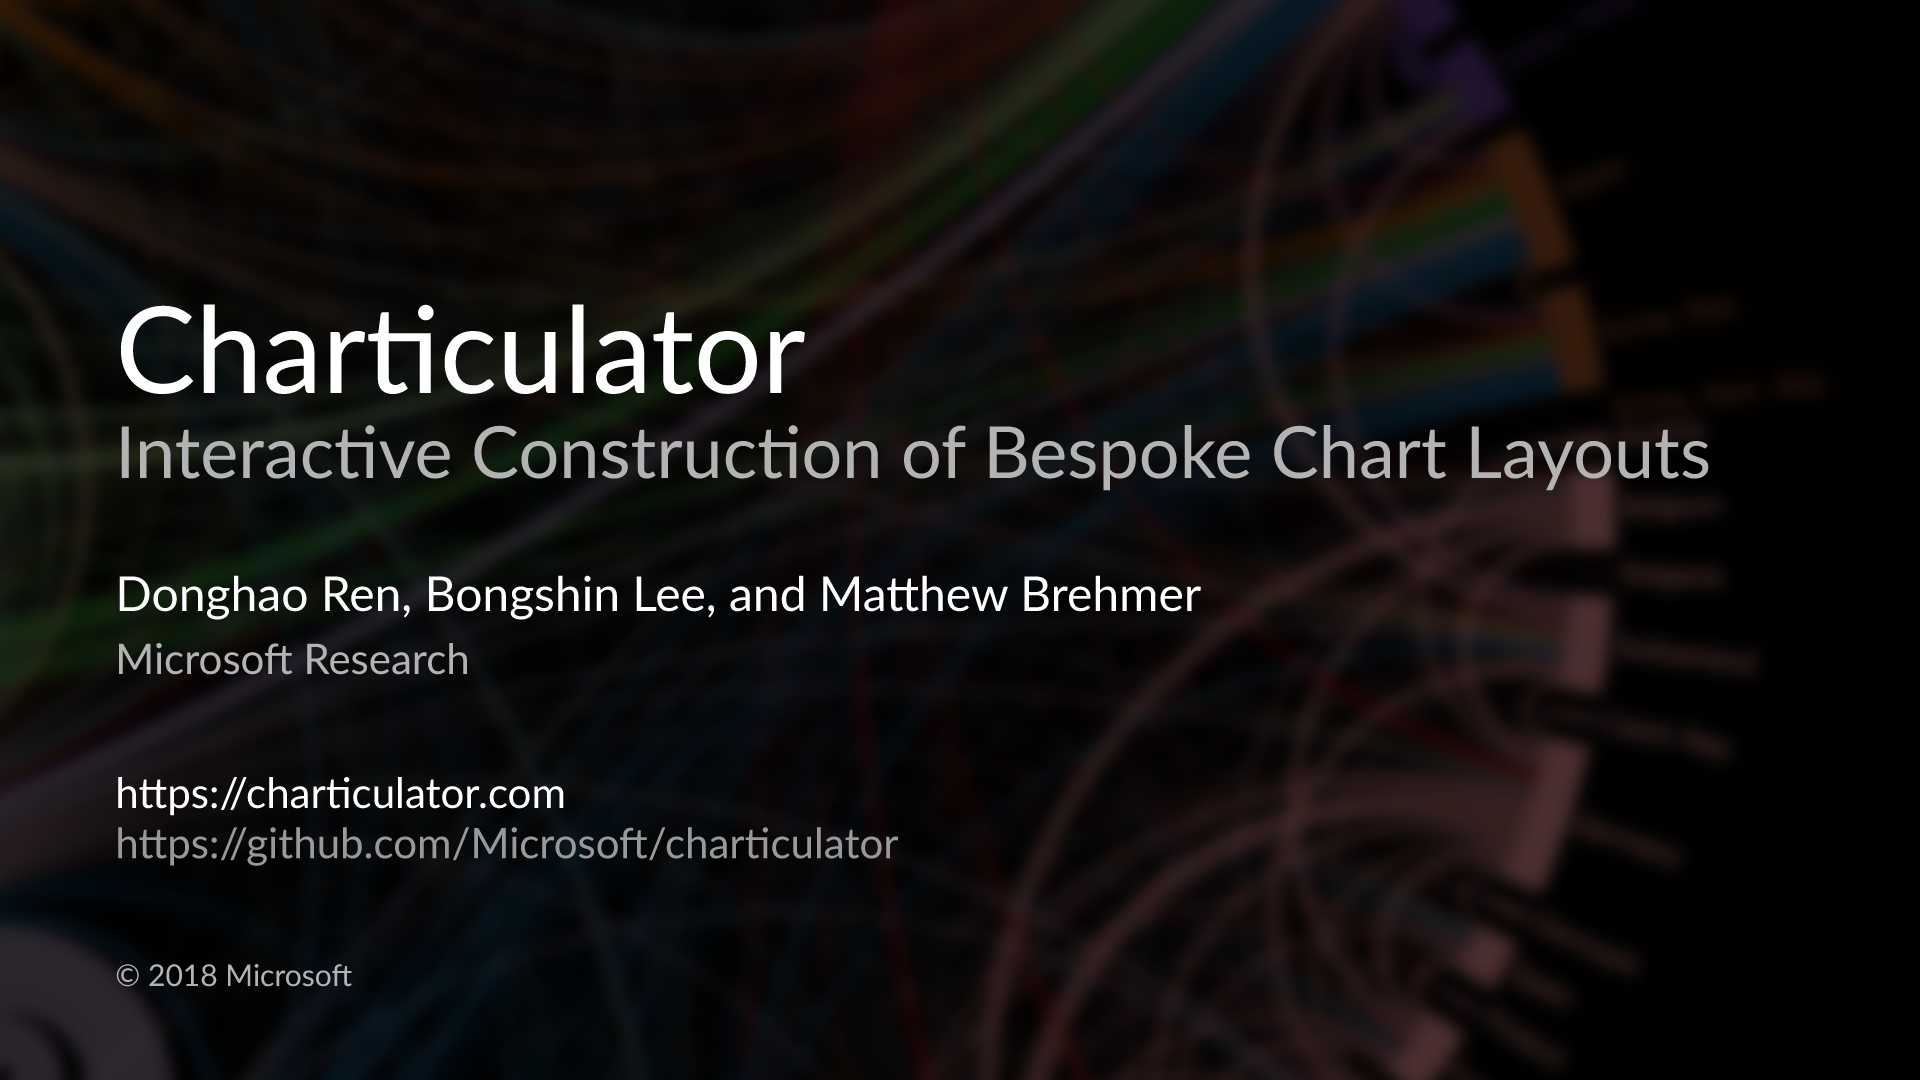 Charticulator
Interactive Construction of Bespoke Chart Layouts
Donghao Ren, Bongshin Lee, and Matthew Brehmer
Microsoft Research
https://charticulator.com
https://github.com/Microsoft/charticulator
© 2018 Microsoft